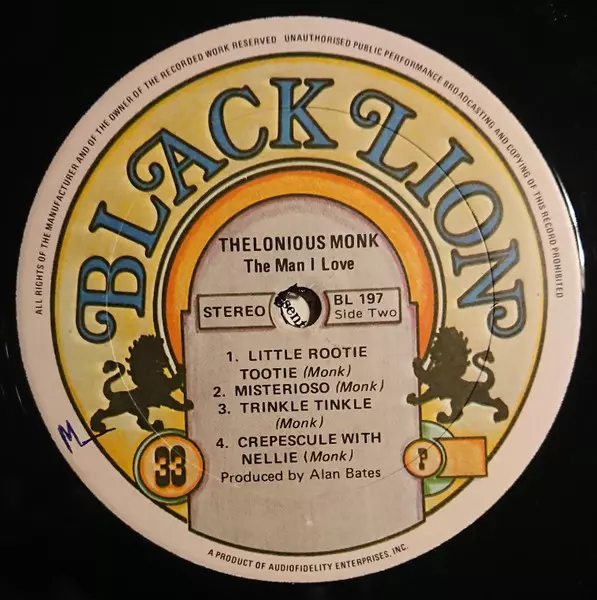 ALL RIGHTS OF THE MANUFACTURER AND OF THE OWNER OF THE RECORDED WORK RESERVED UNAUTHORISED PUBLIC PERFORMANCE BROADCASTING AND COPYING OF THIS RECORD PROHIBITED
BLACK LION
THELONIOUS MONK
The Man I Love
STEREO
BL 197
Side Two
1. LITTLE ROOTIE
TOOTIE (Monk)
2. MISTERIOSO (Monk)
3. TRINKLE TINKLE
(Monk)
4. CREPESCULE WITH
NELLIE (Monk)
Produced by Alan Bates
M
33
P
A PRODUCT OF AUDIOFIDELITY ENTERPRISES, INC.